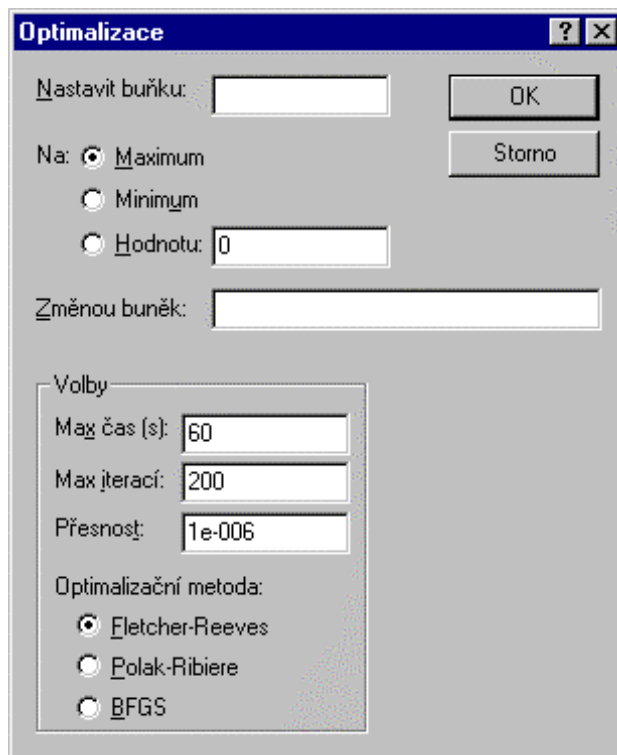 Optimalizace
Nastavit buňku:
OK
Na: Maximum
Storno
Minimum
Hodnotu: 0
Změnou buněk:
Volby
Max čas (s): 60
Max iterací: 200
Přesnost: 1e-006
Optimalizační metoda:
Fletcher-Reeves
Polak-Ribiere
BFGS